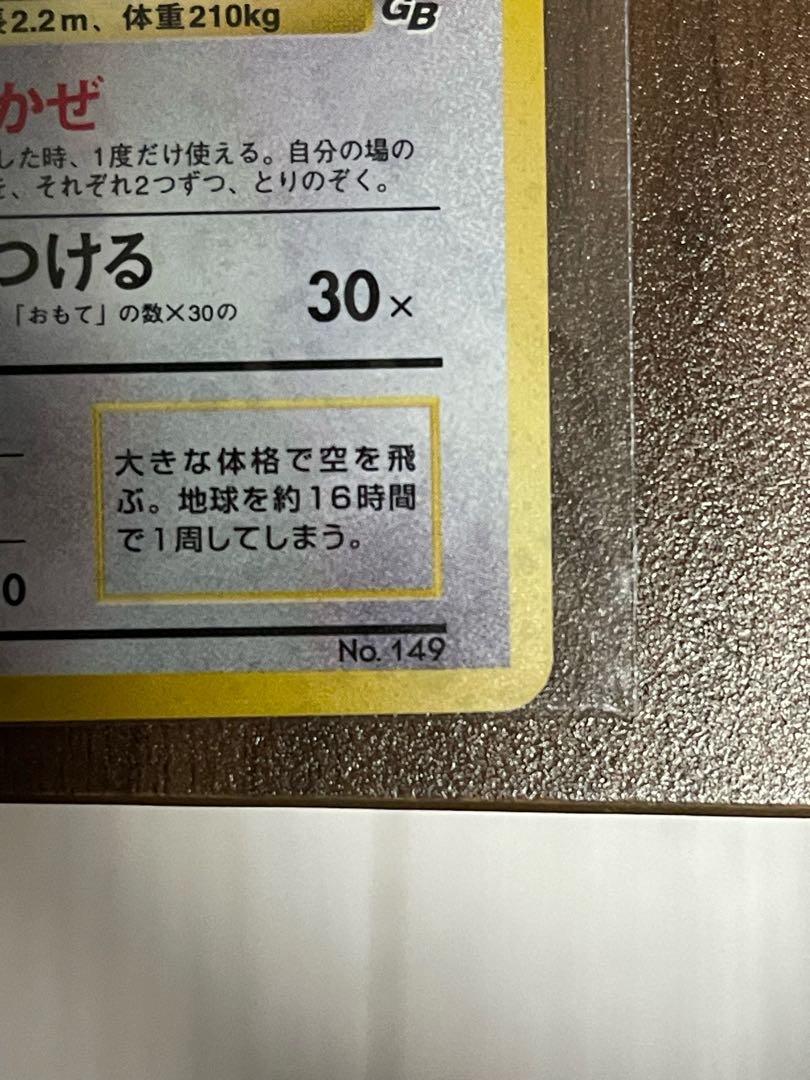 長2.2m、体重210kg
GB
かぜ
した時、1度だけ使える。自分の場の
を、それぞれ2つずつ、とりのぞく。
つける
30×
「おもて」の数×30の
大きな体格で空を飛
ぶ。地球を約16時間
で1周してしまう。
0
No. 149